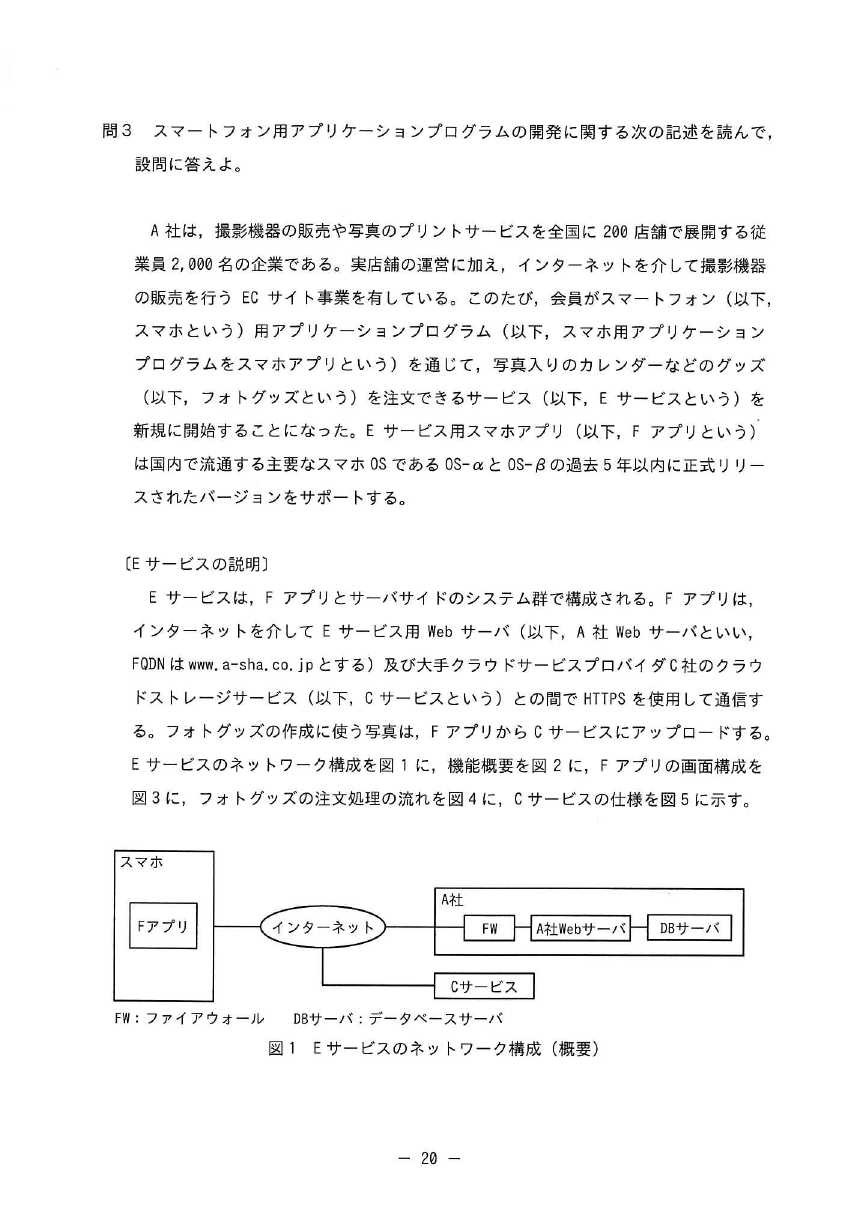 問3 スマートフォン用アプリケーションプログラムの開発に関する次の記述を読んで，
設問に答えよ。
A 社は，撮影機器の販売や写真のプリントサービスを全国に 200 店舗で展開する従
業員 2,000 名の企業である。実店舗の運営に加え，インターネットを介して撮影機器
の販売を行う EC サイト事業を有している。このたび，会員がスマートフォン（以下，
スマホという）用アプリケーションプログラム（以下，スマホ用アプリケーション
プログラムをスマホアプリという）を通じて，写真入りのカレンダーなどのグッズ
（以下，フォトグッズという）を注文できるサービス（以下，E サービスという）を
新規に開始することになった。E サービス用スマホアプリ（以下，F アプリという）
は国内で流通する主要なスマホ OS である OS-αと OS-βの過去 5 年以内に正式リリー
スされたバージョンをサポートする。
〔E サービスの説明〕
E サービスは，F アプリとサーバサイドのシステム群で構成される。F アプリは，
インターネットを介して E サービス用 Web サーバ（以下，A 社 Web サーバといい，
FQDN は www.a-sha.co.jp とする）及び大手クラウドサービスプロバイダ C 社のクラウ
ドストレージサービス（以下，C サービスという）との間で HTTPS を使用して通信す
る。フォトグッズの作成に使う写真は，F アプリから C サービスにアップロードする。
E サービスのネットワーク構成を図 1 に，機能概要を図 2 に，F アプリの画面構成を
図 3 に，フォトグッズの注文処理の流れを図 4 に，C サービスの仕様を図 5 に示す。
スマホ
Fアプリ
インターネット
A社
FW
A社Webサーバ
DBサーバ
Cサービス
FW：ファイアウォール DBサーバ：データベースサーバ
図 1 E サービスのネットワーク構成（概要）
− 20 −